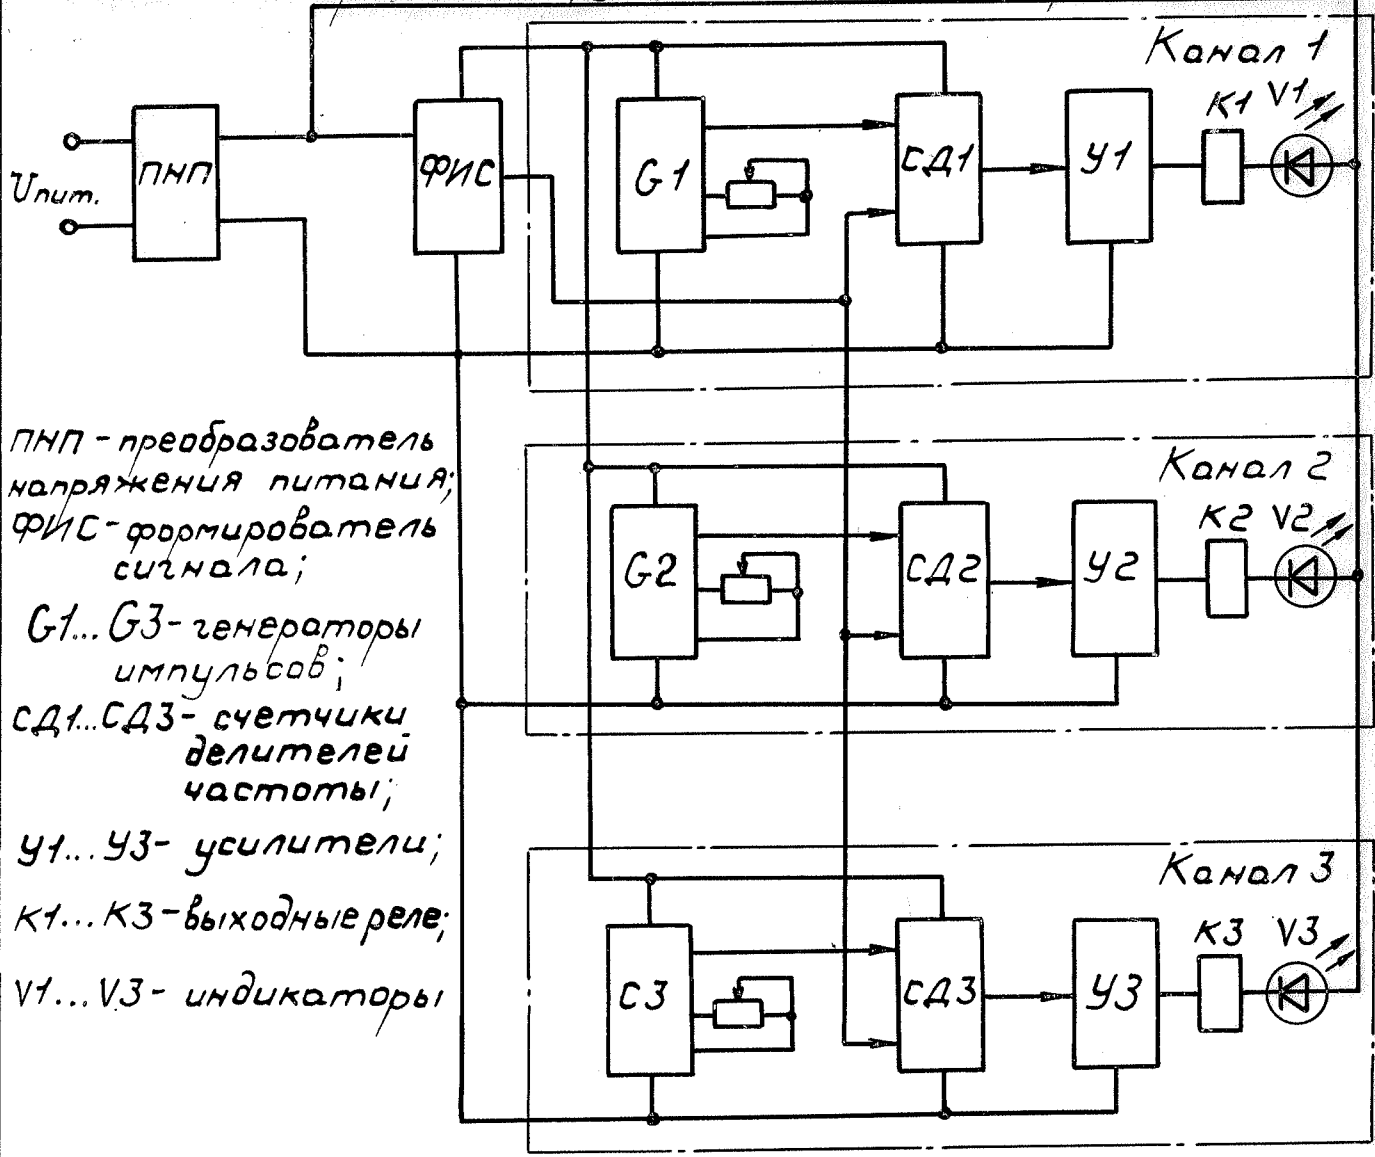 Канал 1
К1 V1
Uпит.
ПНП
ФИС
G1
СД1
У1
Канал 2
К2 V2
G2
СД2
У2
Канал 3
К3 V3
С3
СД3
У3
ПНП - преобразователь
напряжения питания;
ФИС - формирователь
сигнала;
G1...G3 - генераторы
импульсов;
СД1...СД3 - счетчики
делителей
частоты;
У1...У3 - усилители;
К1...К3 - выходные реле;
V1...V3 - индикаторы